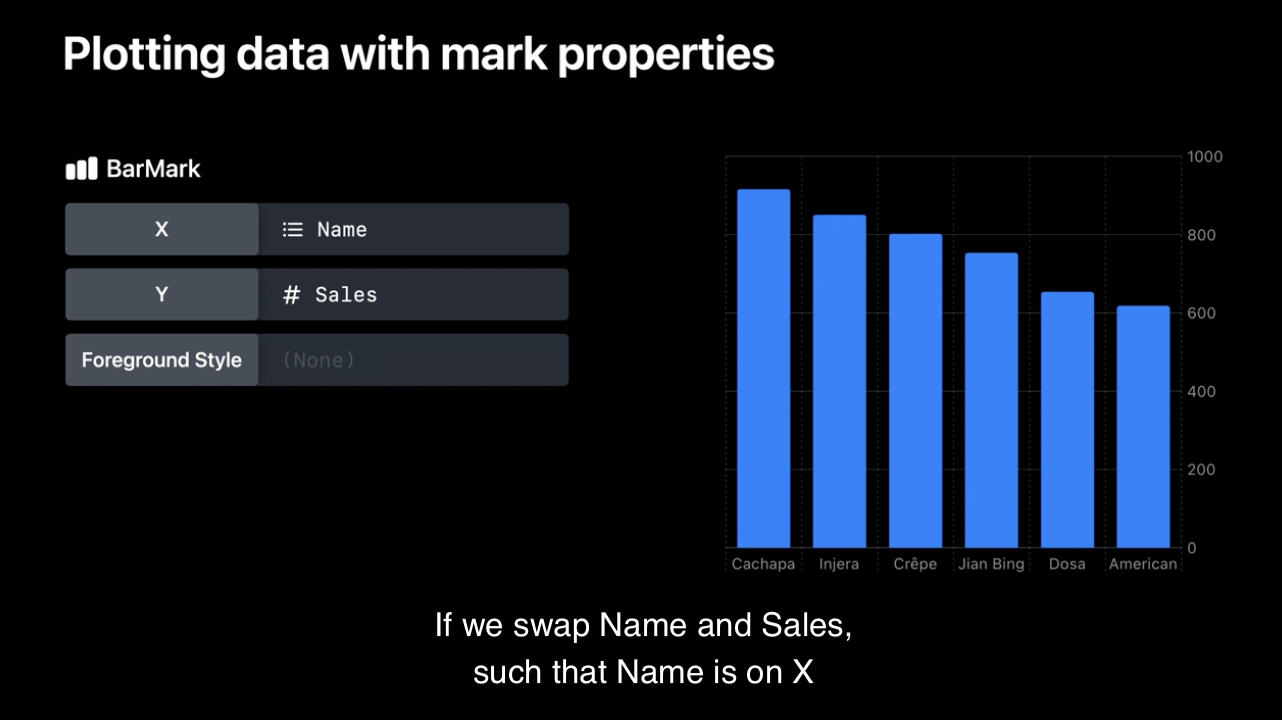 Plotting data with mark properties
BarMark
X
Name
Y
# Sales
Foreground Style
(None)
1000
800
600
400
200
0
Cachapa
Injera
Crêpe
Jian Bing
Dosa
American
If we swap Name and Sales,
such that Name is on X